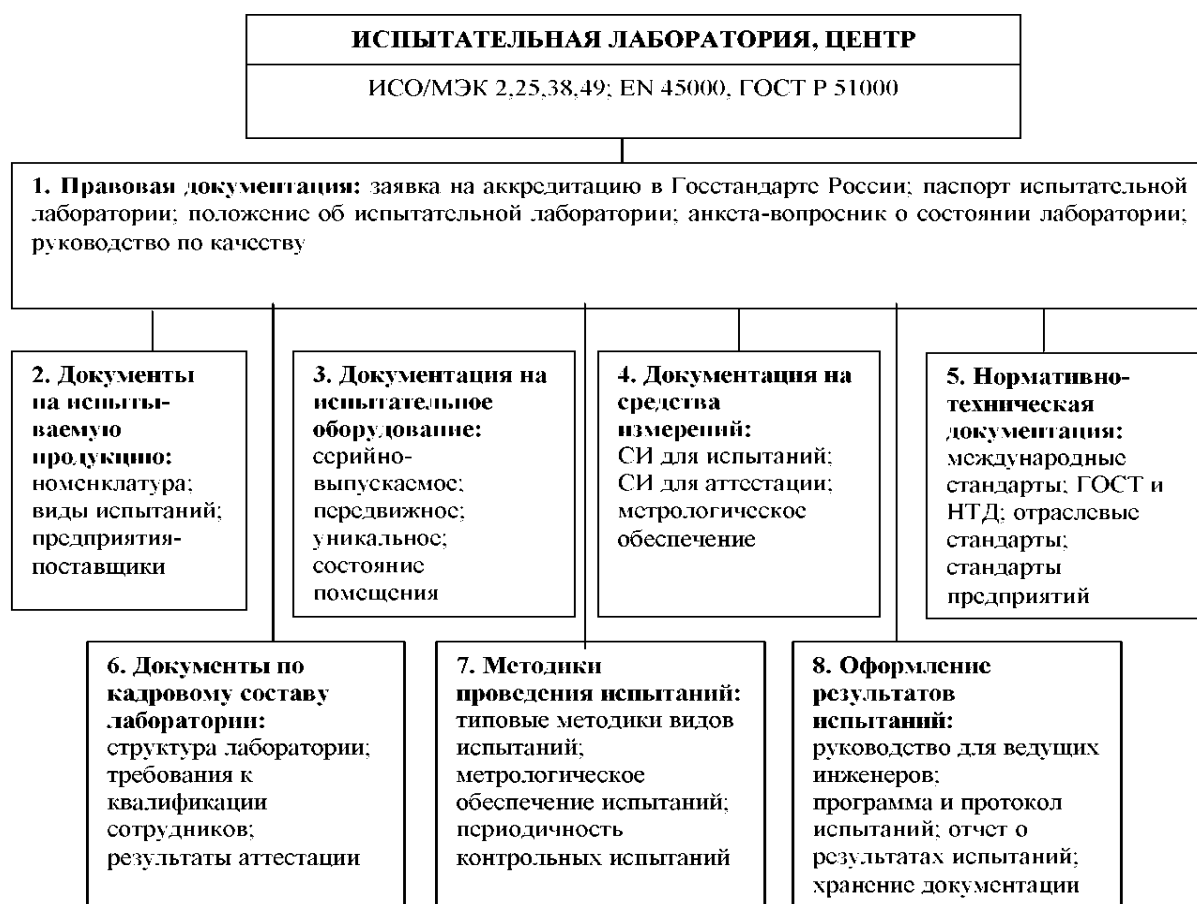 ИСПЫТАТЕЛЬНАЯ ЛАБОРАТОРИЯ, ЦЕНТР
ИСО/МЭК 2,25,38,49; EN 45000, ГОСТ Р 51000
1. Правовая документация: заявка на аккредитацию в Госстандарте России; паспорт испытательной
лаборатории; положение об испытательной лаборатории; анкета-вопросник о состоянии лаборатории;
руководство по качеству
2. Документы
на испыты-
ваемую
продукцию:
номенклатура;
виды испытаний;
предприятия-
поставщики
3. Документация на
испытательное
оборудование:
серийно-
выпускаемое;
передвижное;
уникальное;
состояние
помещения
4. Документация на
средства
измерений:
СИ для испытаний;
СИ для аттестации;
метрологическое
обеспечение
5. Нормативно-
техническая
документация:
международные
стандарты; ГОСТ и
НТД; отраслевые
стандарты;
стандарты
предприятий
6. Документы по
кадровому составу
лаборатории:
структура лаборатории;
требования к
квалификации
сотрудников;
результаты аттестации
7. Методики
проведения испытаний:
типовые методики видов
испытаний;
метрологическое
обеспечение испытаний;
периодичность
контрольных испытаний
8. Оформление
результатов
испытаний:
руководство для ведущих
инженеров;
программа и протокол
испытаний; отчет о
результатах испытаний;
хранение документации